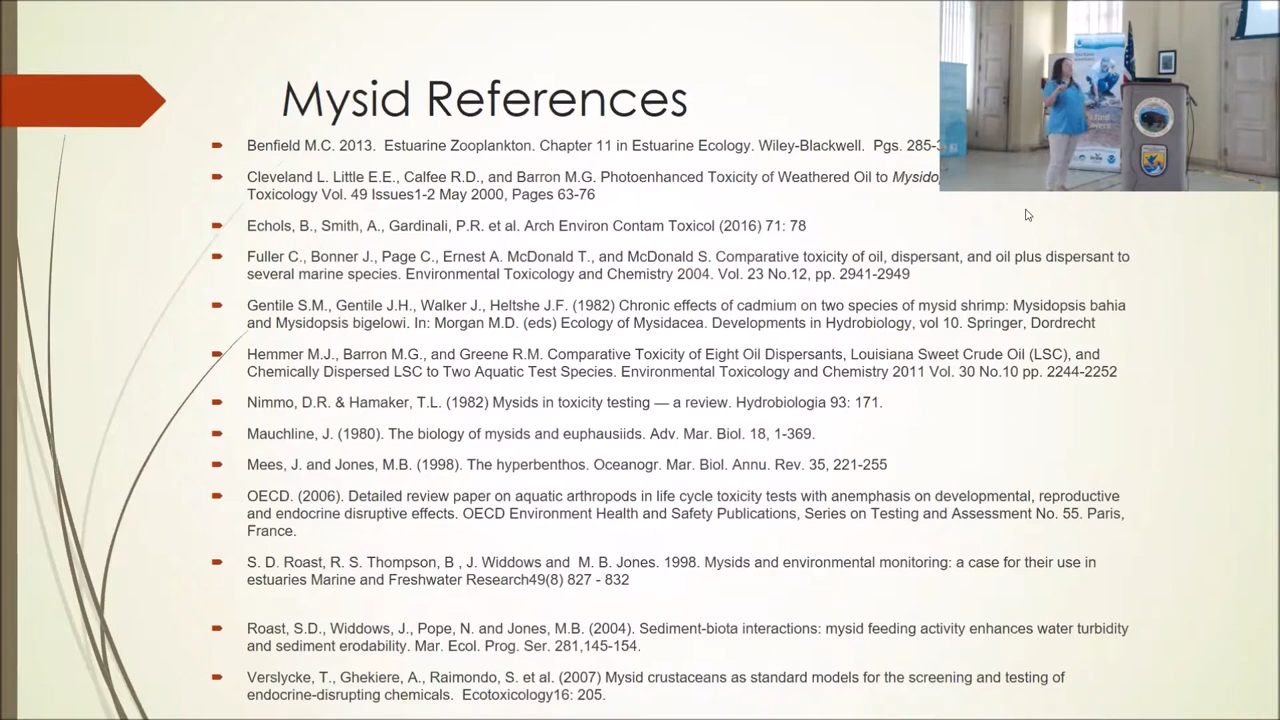 Mysid References
Benfield M.C. 2013. Estuarine Zooplankton. Chapter 11 in Estuarine Ecology. Wiley-Blackwell. Pgs. 285-
Cleveland L. Little E.E., Calfee R.D., and Barron M.G. Photoenhanced Toxicity of Weathered Oil to
Toxicology Vol. 49 Issues1-2 May 2000, Pages 63-76
Echols, B., Smith, A., Gardinali, P.R. et al. Arch Environ Contam Toxicol (2016) 71: 78
Fuller C., Bonner J., Page C., Ernest A. McDonald T., and McDonald S. Comparative toxicity of oil, dispersant, and oil plus dispersant to
several marine species. Environmental Toxicology and Chemistry 2004. Vol. 23 No.12, pp. 2941-2949
Gentile S.M., Gentile J.H., Walker J., Heltshe J.F. (1982) Chronic effects of cadmium on two species of mysid shrimp: Mysidopsis bahia
and Mysidopsis bigelowi. In: Morgan M.D. (eds) Ecology of Mysidacea. Developments in Hydrobiology, vol 10. Springer, Dordrecht
Hemmer M.J., Barron M.G., and Greene R.M. Comparative Toxicity of Eight Oil Dispersants, Louisiana Sweet Crude Oil (LSC), and
Chemically Dispersed LSC to Two Aquatic Test Species. Environmental Toxicology and Chemistry 2011 Vol. 30 No.10 pp. 2244-2252
Nimmo, D.R. & Hamaker, T.L. (1982) Mysids in toxicity testing — a review. Hydrobiologia 93: 171.
Mauchline, J. (1980). The biology of mysids and euphausiids. Adv. Mar. Biol. 18, 1-369.
Mees, J. and Jones, M.B. (1998). The hyperbenthos. Oceanogr. Mar. Biol. Annu. Rev. 35, 221-255
OECD. (2006). Detailed review paper on aquatic arthropods in life cycle toxicity tests with anemphasis on developmental, reproductive
and endocrine disruptive effects. OECD Environment Health and Safety Publications, Series on Testing and Assessment No. 55. Paris,
France.
S. D. Roast, R. S. Thompson, B , J. Widdows and M. B. Jones. 1998. Mysids and environmental monitoring: a case for their use in
estuaries Marine and Freshwater Research49(8) 827 - 832
Roast, S.D., Widdows, J., Pope, N. and Jones, M.B. (2004). Sediment-biota interactions: mysid feeding activity enhances water turbidity
and sediment erodability. Mar. Ecol. Prog. Ser. 281,145-154.
Verslycke, T., Ghekiere, A., Raimondo, S. et al. (2007) Mysid crustaceans as standard models for the screening and testing of
endocrine-disrupting chemicals. Ecotoxicology16: 205.